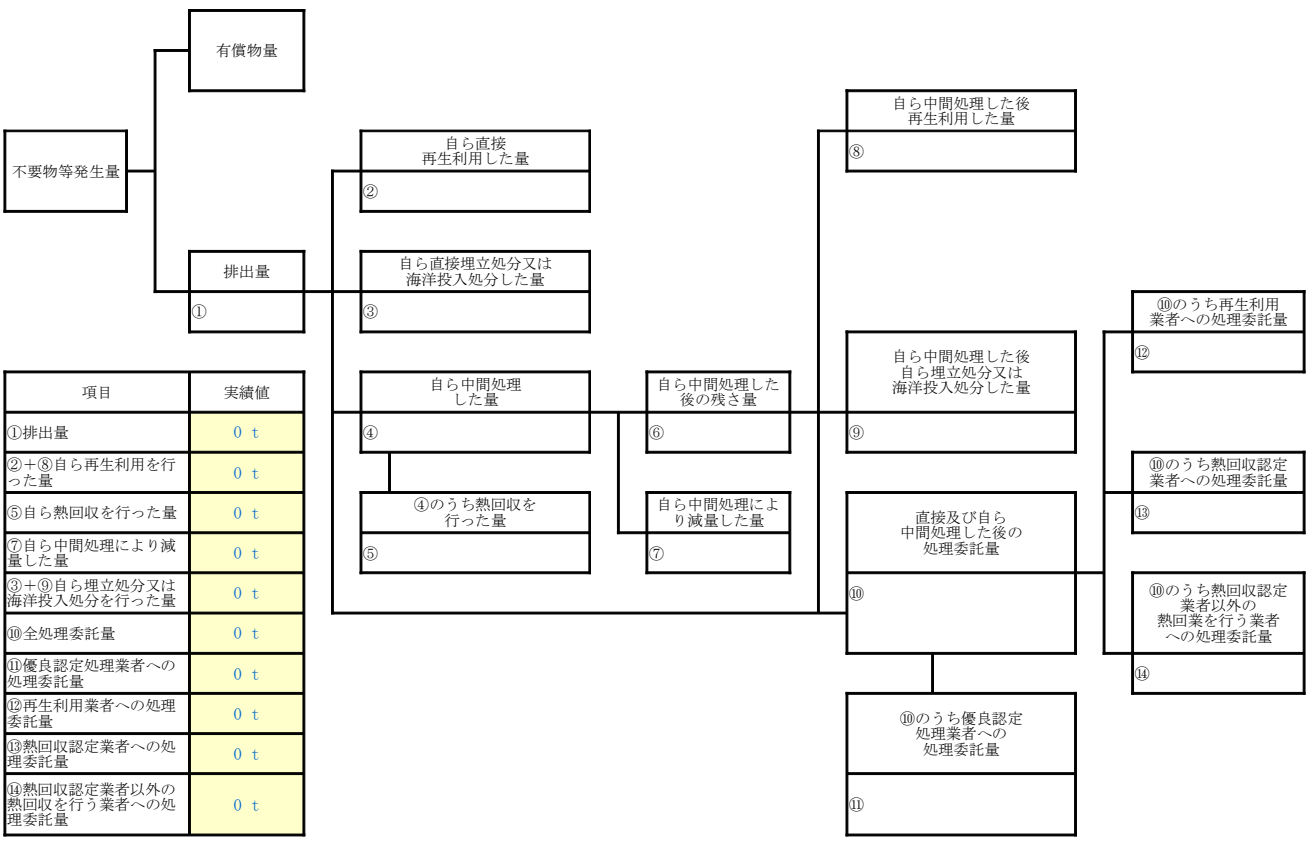 有償物量
不要物等発生量
排出量
①
自ら直接
再生利用した量
②
自ら直接埋立処分又は
海洋投入処分した量
③
自ら中間処理
した量
④
④のうち熱回収を
行った量
⑤
自ら中間処理した
後の残さ量
⑥
自ら中間処理によ
り減量した量
⑦
自ら中間処理した後
再生利用した量
⑧
自ら中間処理した後
自ら埋立処分又は
海洋投入処分した量
⑨
直接及び自ら
中間処理した後の
処理委託量
⑩
⑩のうち優良認定
処理業者への
処理委託量
⑪
⑩のうち再生利用
業者への処理委託量
⑫
⑩のうち熱回収認定
業者への処理委託量
⑬
⑩のうち熱回収認定
業者以外の
熱回業を行う業者
への処理委託量
⑭
項目 実績値
①排出量 0 t
②＋⑧自ら再生利用を行
った量 0 t
⑤自ら熱回収を行った量 0 t
⑦自ら中間処理により減
量した量 0 t
③＋⑨自ら埋立処分又は
海洋投入処分を行った量 0 t
⑩全処理委託量 0 t
⑪優良認定処理業者への
処理委託量 0 t
⑫再生利用業者への処理
委託量 0 t
⑬熱回収認定業者への処
理委託量 0 t
⑭熱回収認定業者以外の
熱回収を行う業者への処
理委託量 0 t